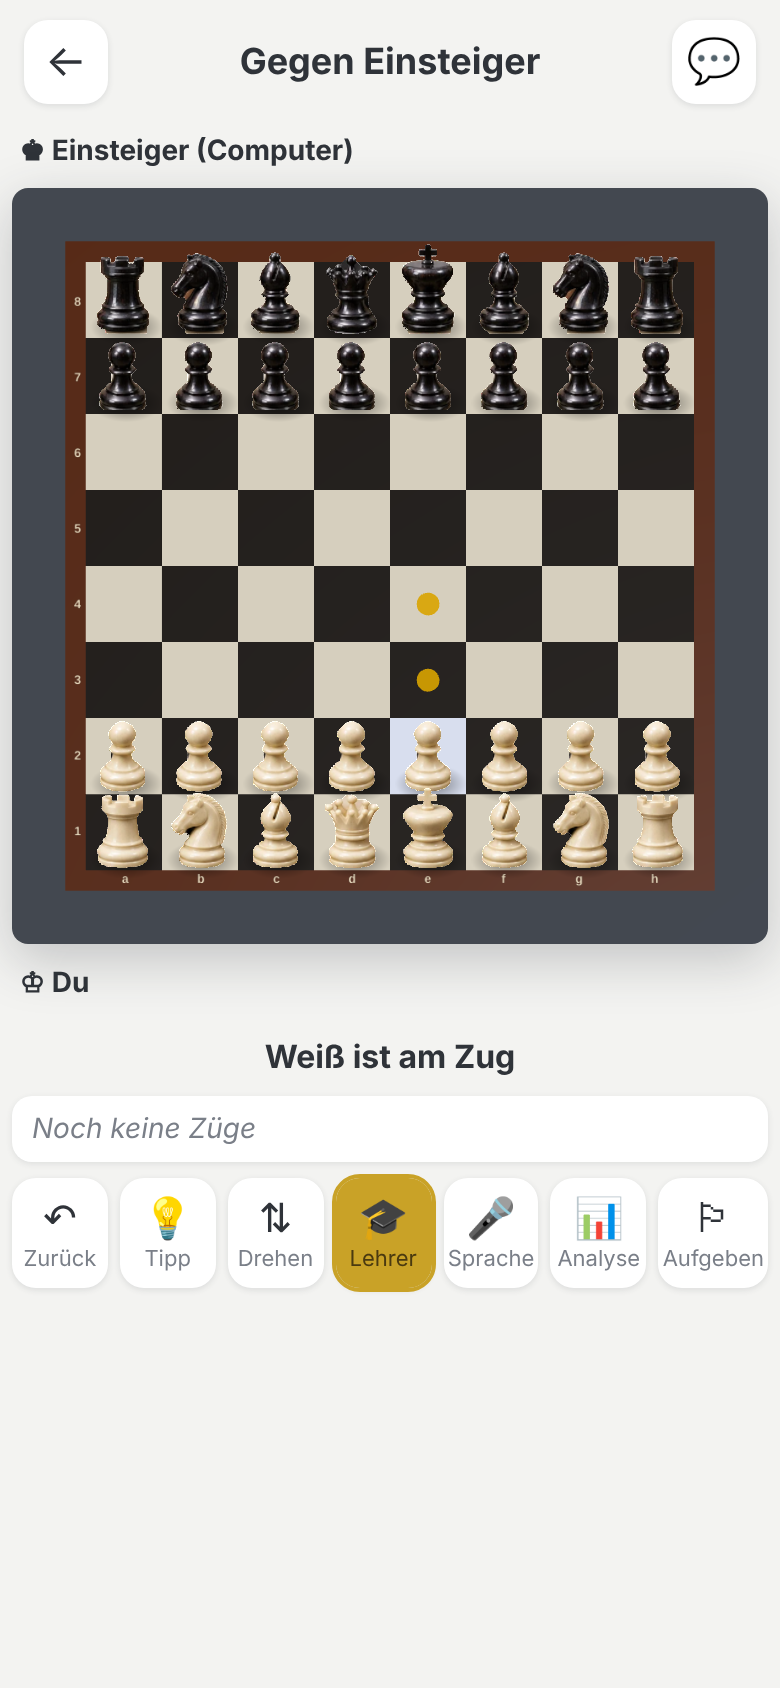 Gegen Einsteiger
Einsteiger (Computer)
8
7
6
5
4
3
2
1
a b c d e f g h
Du
Weiß ist am Zug
Noch keine Züge
Zurück Tipp Drehen Lehrer Sprache Analyse Aufgeben